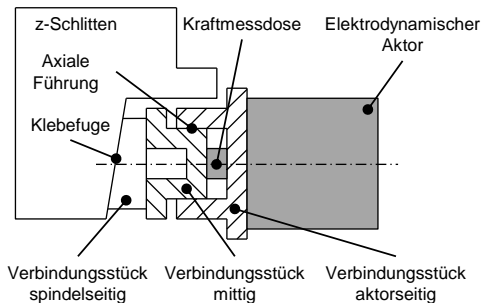 z-Schlitten
Kraftmessdose
Elektrodynamischer
Aktor
Axiale
Führung
Klebefuge
Verbindungsstück
spindelseitig
Verbindungsstück
mittig
Verbindungsstück
aktorseitig